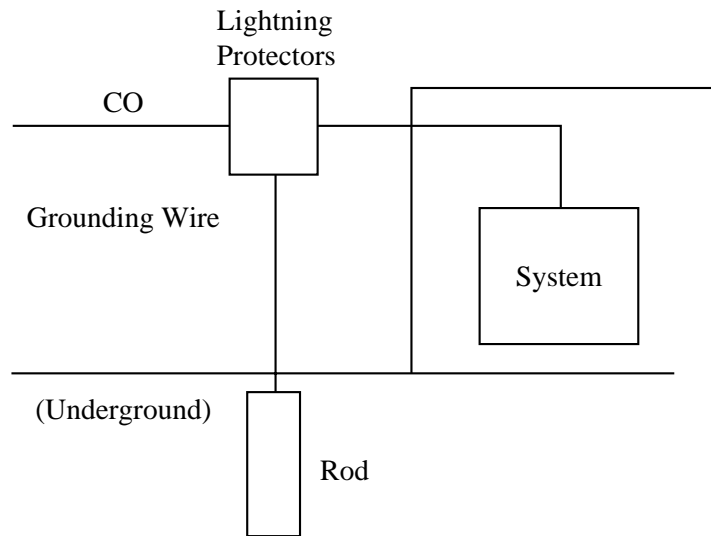 Lightning
Protectors
CO
Grounding Wire
System
(Underground)
Rod